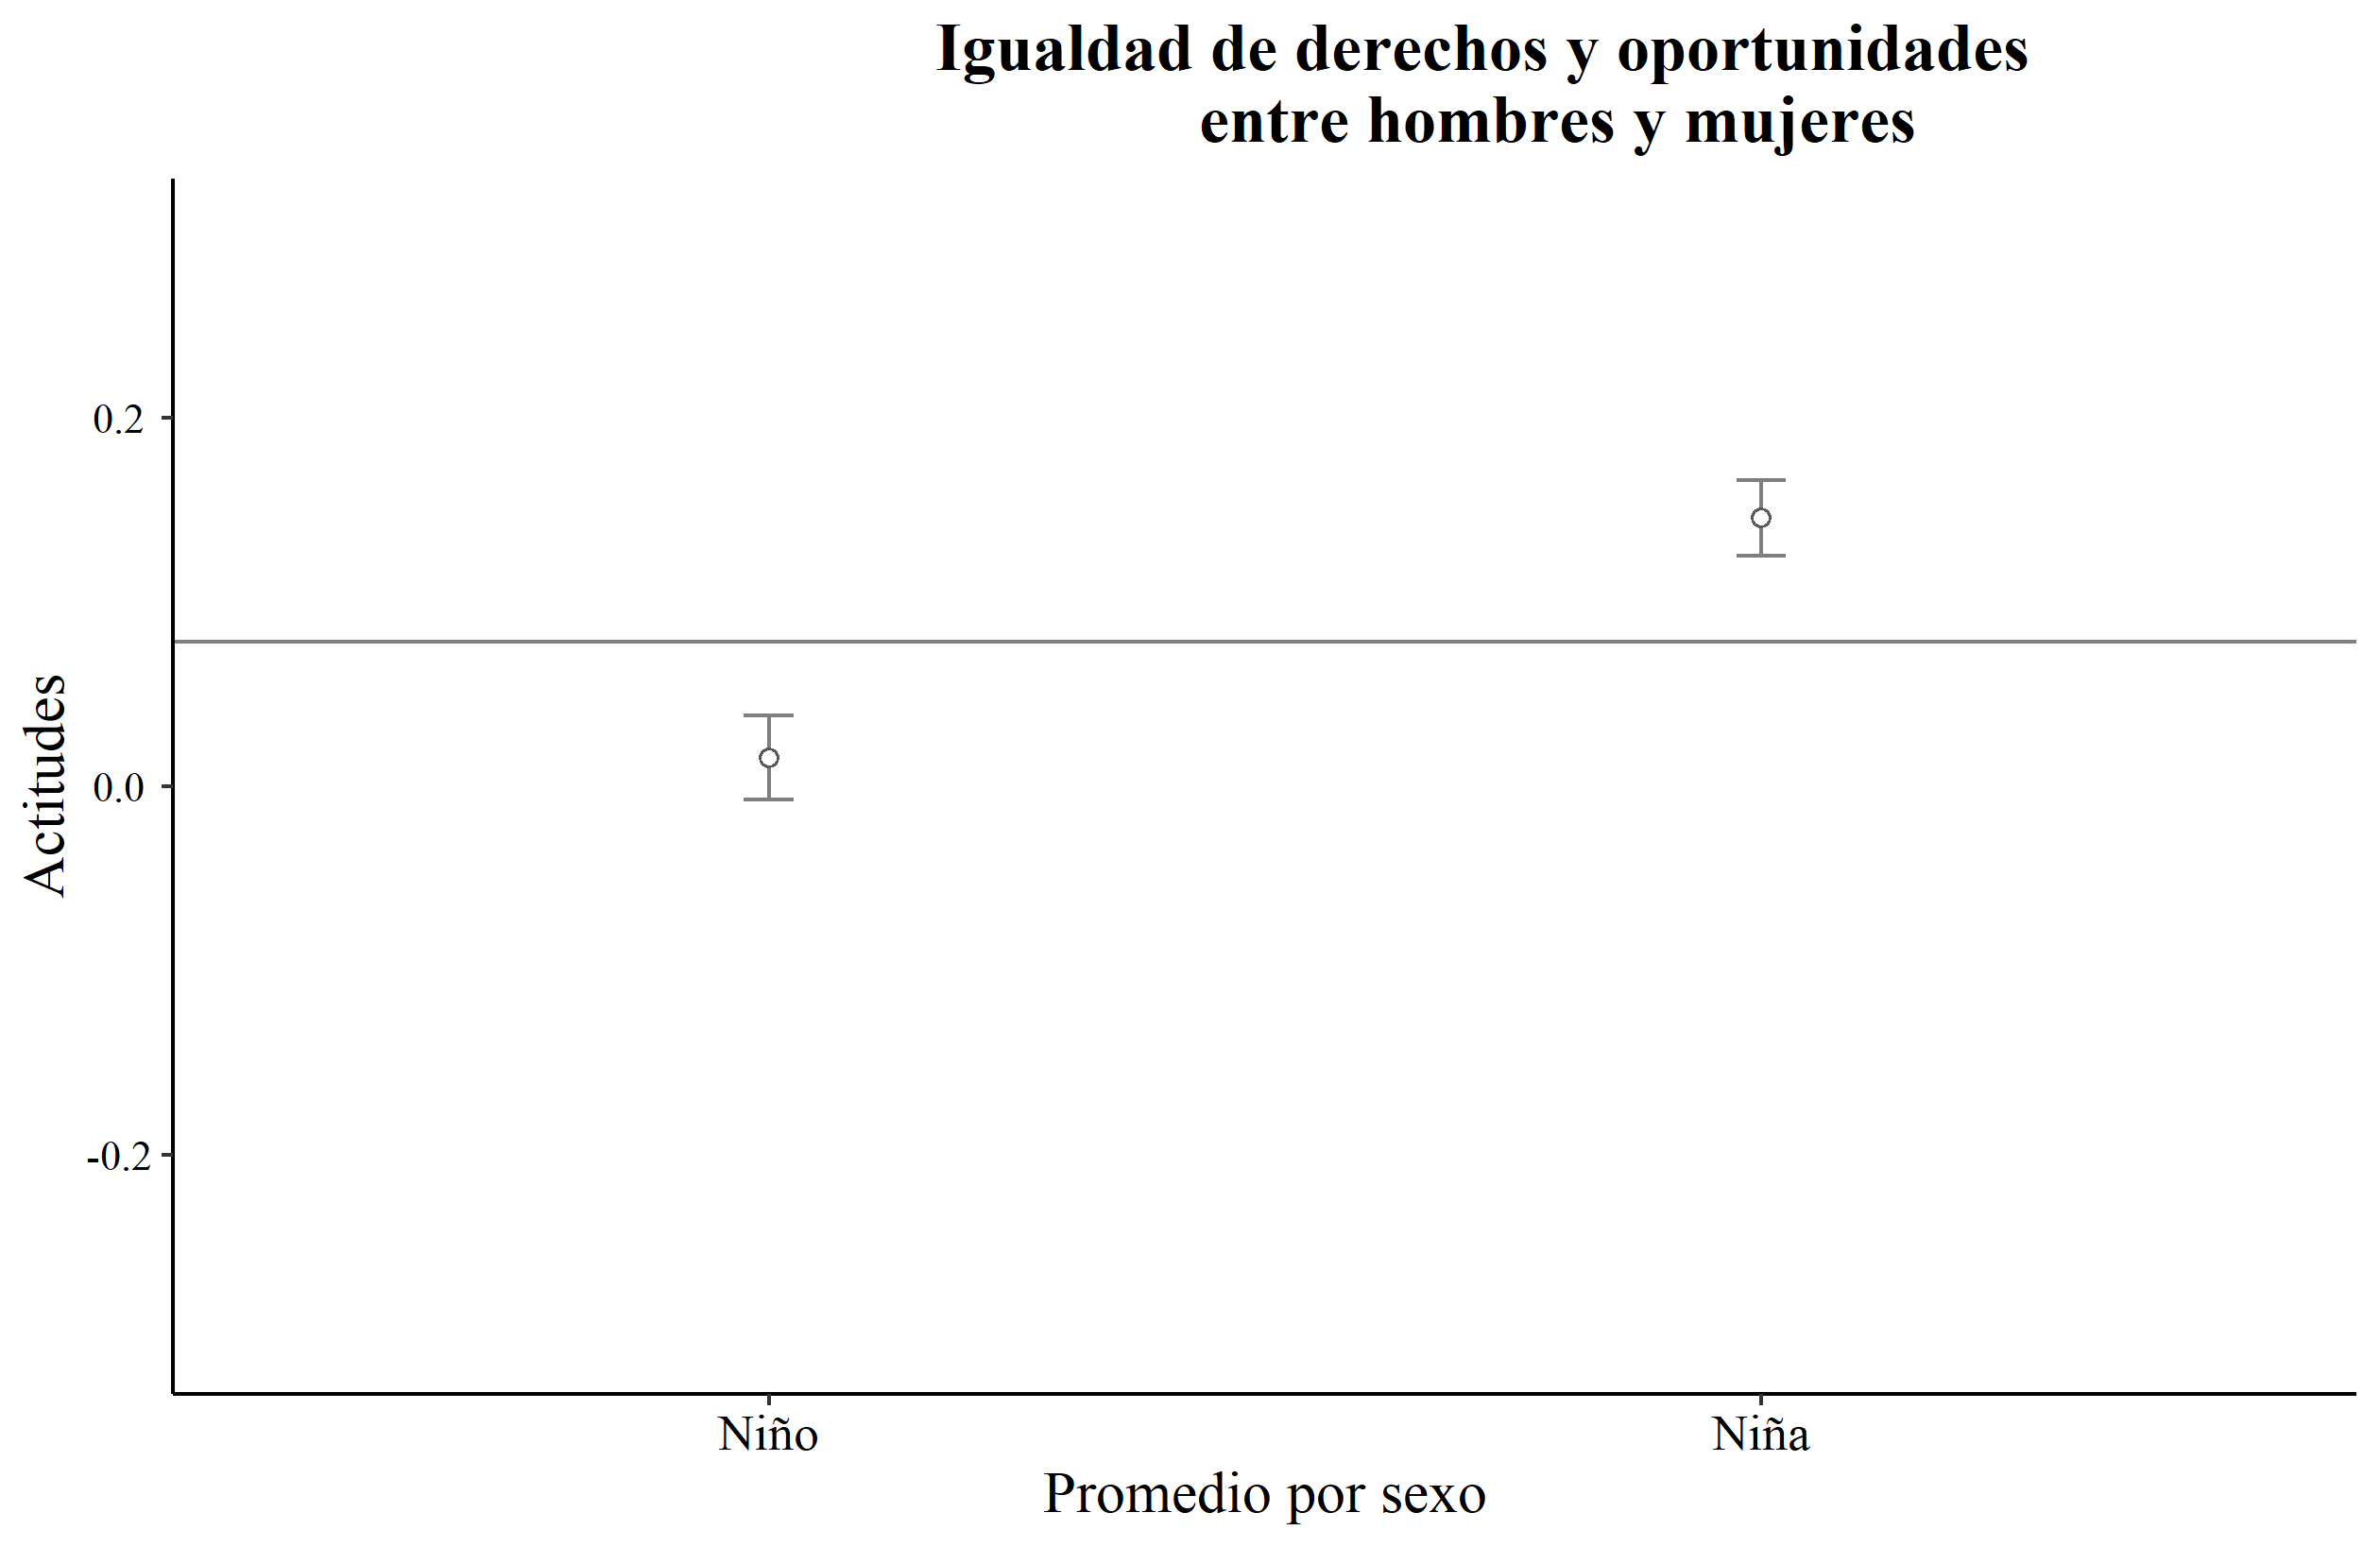 Igualdad de derechos y oportunidades
entre hombres y mujeres
Actitudes
0.2
0.0
-0.2
Niño
Niña
Promedio por sexo